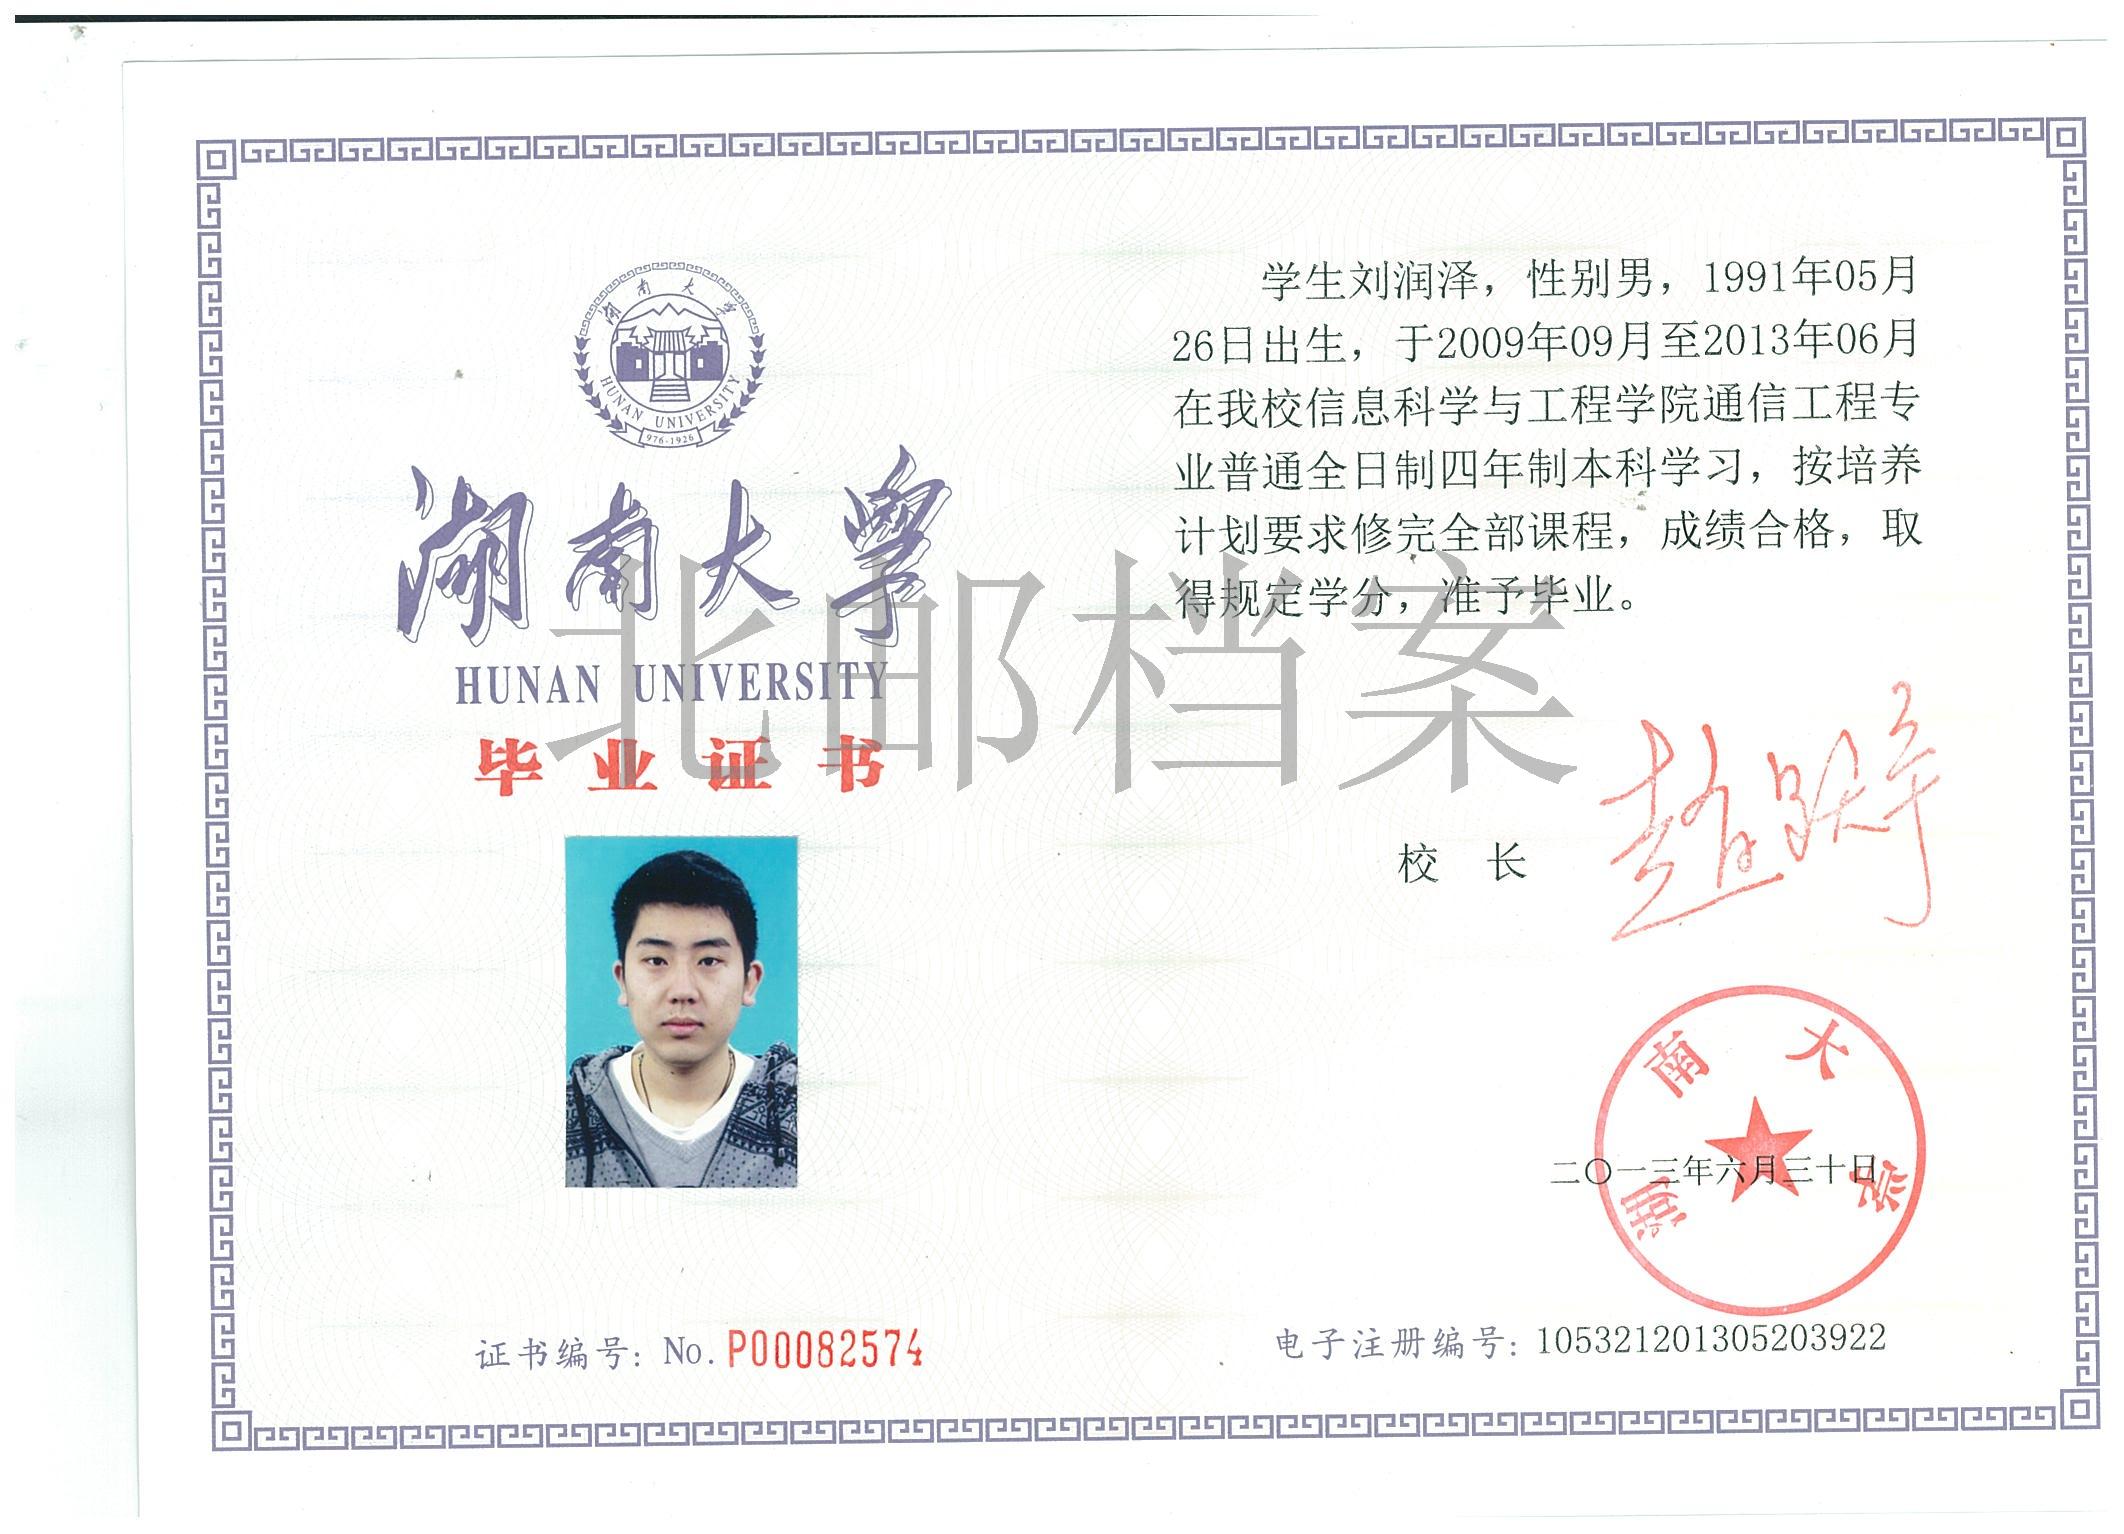 湖南大学
HUNAN UNIVERSITY
976-1926
湖南大学
HUNAN UNIVERSITY
毕业证书
证书编号：No. P00082574
学生刘润泽，性别男，1991年05月
26日出生，于2009年09月至2013年06月
在我校信息科学与工程学院通信工程专
业普通全日制四年制本科学习，按培养
计划要求修完全部课程，成绩合格，取
得规定学分，准予毕业。
校 长
湖南大学
二〇一三年六月三十日
电子注册编号：105321201305203922
北邮档案